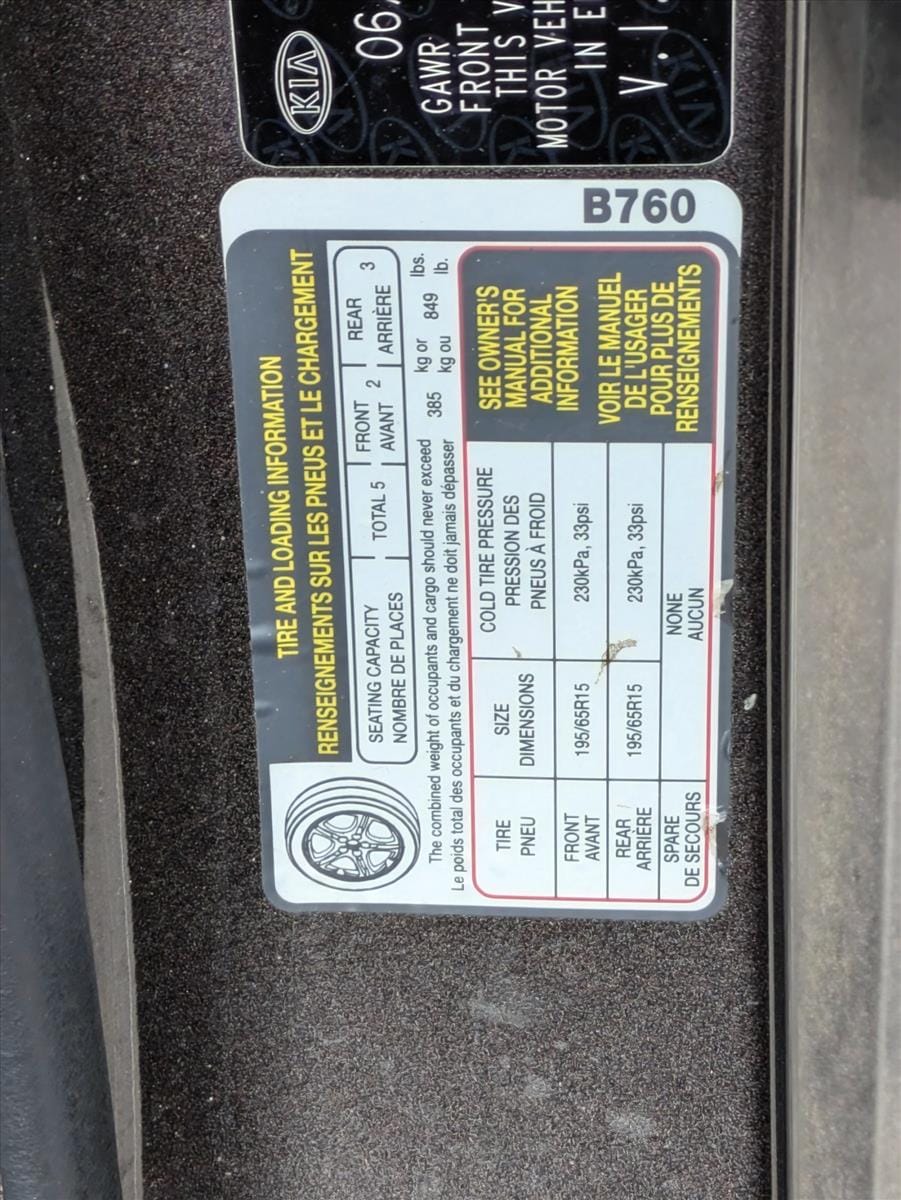 KIA
06
GAWR
FRONT
THIS V
MOTOR VEH
IN E
V . I .
B760
TIRE AND LOADING INFORMATION
RENSEIGNEMENTS SUR LES PNEUS ET LE CHARGEMENT
SEATING CAPACITY
NOMBRE DE PLACES
TOTAL 5
FRONT
AVANT 2
REAR
ARRIÈRE 3
The combined weight of occupants and cargo should never exceed 385 kg or 849 lbs.
Le poids total des occupants et du chargement ne doit jamais dépasser kg ou lb.
TIRE
PNEU
SIZE
DIMENSIONS
COLD TIRE PRESSURE
PRESSION DES
PNEUS À FROID
FRONT
AVANT
195/65R15
230kPa, 33psi
REAR
ARRIÈRE
195/65R15
230kPa, 33psi
SPARE
DE SECOURS
NONE
AUCUN
SEE OWNER'S
MANUAL FOR
ADDITIONAL
INFORMATION
VOIR LE MANUEL
DE L'USAGER
POUR PLUS DE
RENSEIGNEMENTS